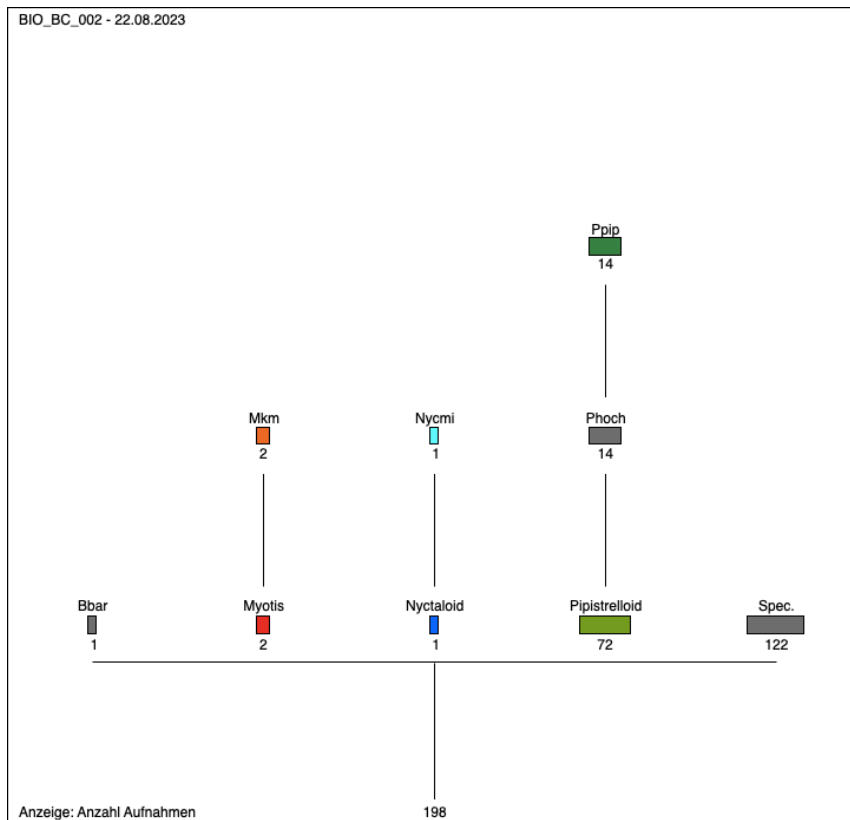 BIO_BC_002 - 22.08.2023
Ppip
14
Mkm
Nycmi
Phoch
2
1
14
Bbar
Myotis
Nyctaloid
Pipistrelloid
Spec.
1
2
1
72
122
Anzeige: Anzahl Aufnahmen
198